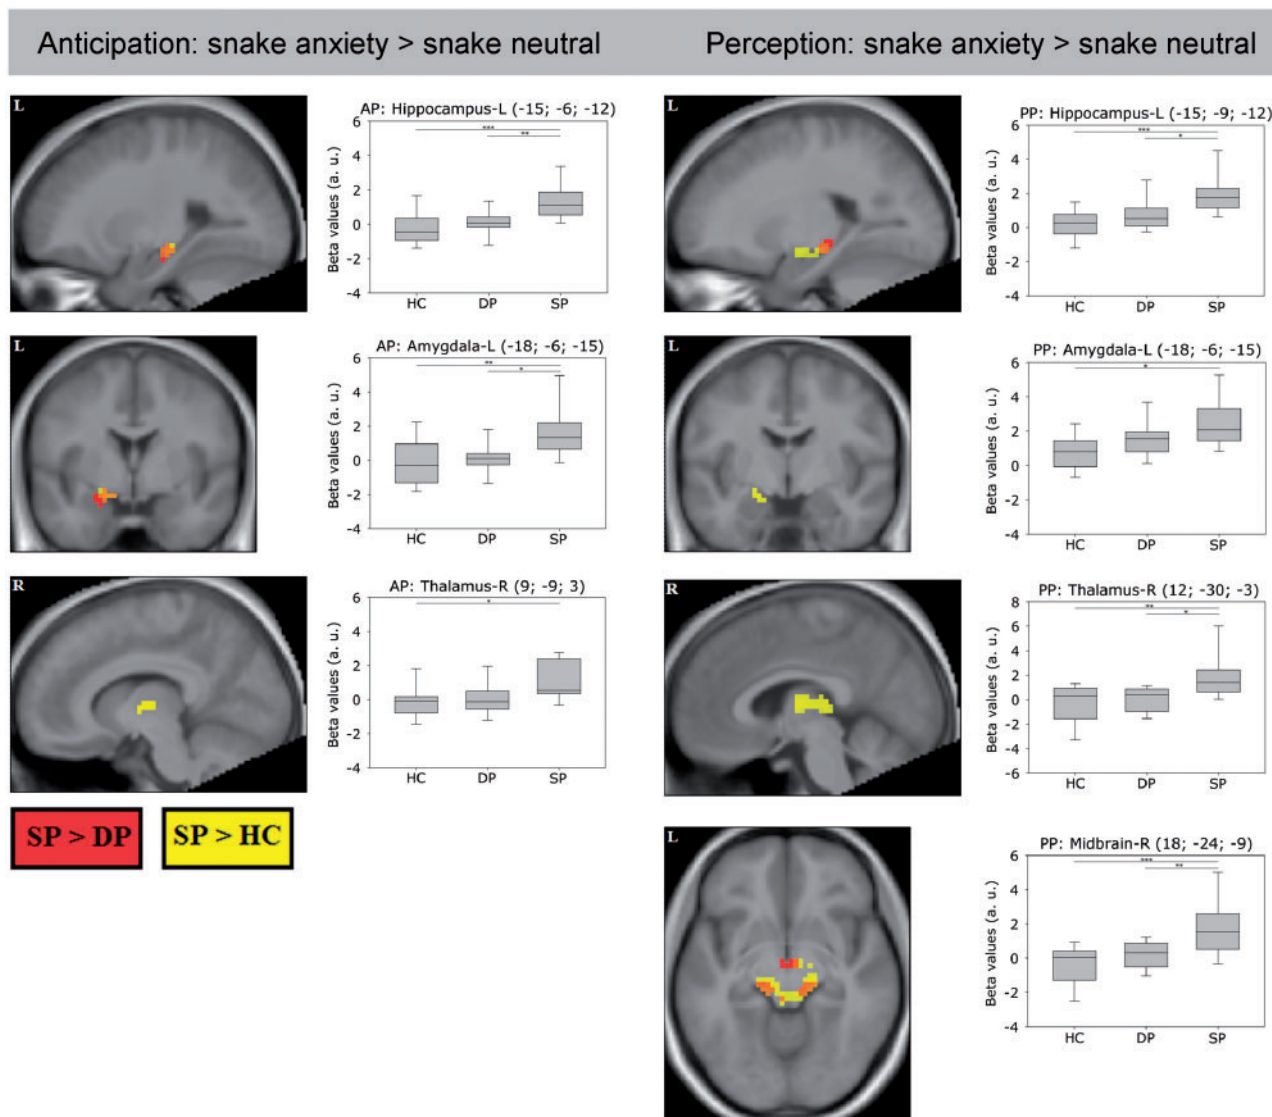 Anticipation: snake anxiety > snake neutral
Perception: snake anxiety > snake neutral
L
AP: Hippocampus-L (-15; -6; -12)
Beta values (a. u.)
6
4
2
0
-2
-4
***
**
HC DP SP
L
PP: Hippocampus-L (-15; -9; -12)
Beta values (a. u.)
6
4
2
0
-2
-4
***
*
HC DP SP
L
AP: Amygdala-L (-18; -6; -15)
Beta values (a. u.)
6
4
2
0
-2
-4
**
*
HC DP SP
L
PP: Amygdala-L (-18; -6; -15)
Beta values (a. u.)
6
4
2
0
-2
-4
*
HC DP SP
R
AP: Thalamus-R (9; -9; 3)
Beta values (a. u.)
6
4
2
0
-2
-4
*
HC DP SP
R
PP: Thalamus-R (12; -30; -3)
Beta values (a. u.)
8
6
4
2
0
-2
-4
-6
**
*
HC DP SP
SP > DP
SP > HC
L
PP: Midbrain-R (18; -24; -9)
Beta values (a. u.)
6
4
2
0
-2
-4
***
**
HC DP SP